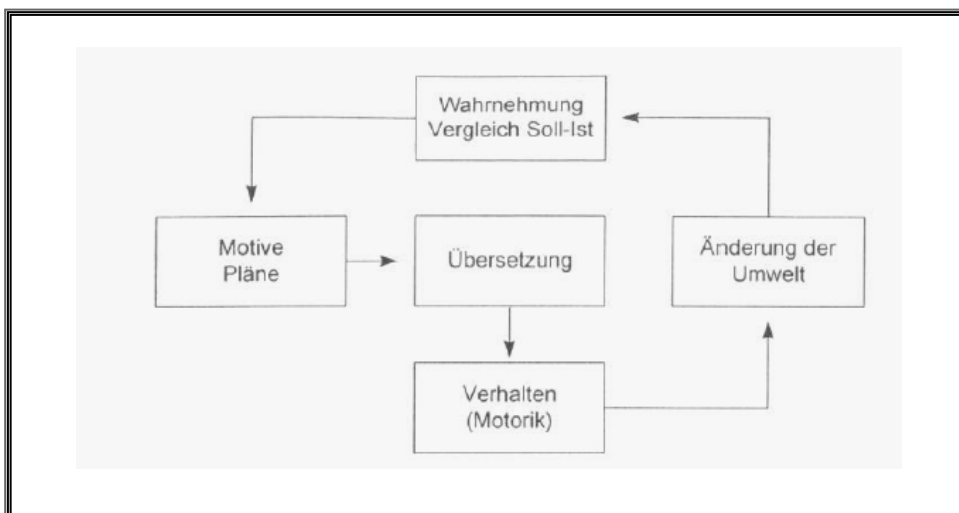 Wahrnehmung
Vergleich Soll-Ist
Motive
Pläne
Übersetzung
Änderung der
Umwelt
Verhalten
(Motorik)